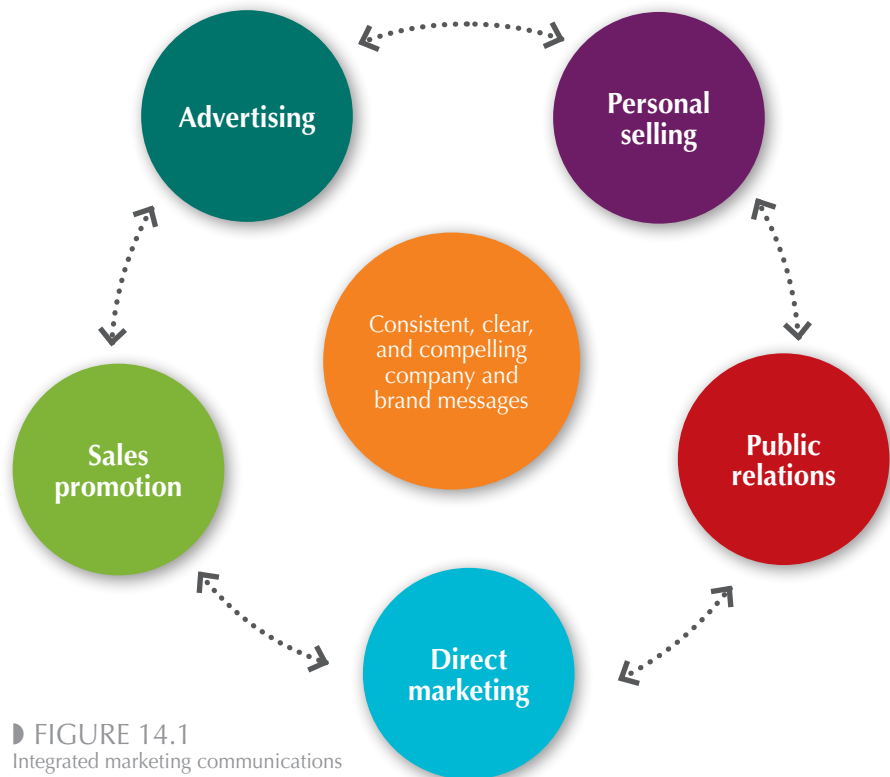 Advertising
Personal
selling
Consistent, clear,
and compelling
company and
brand messages
Sales
promotion
Public
relations
Direct
marketing
FIGURE 14.1
Integrated marketing communications